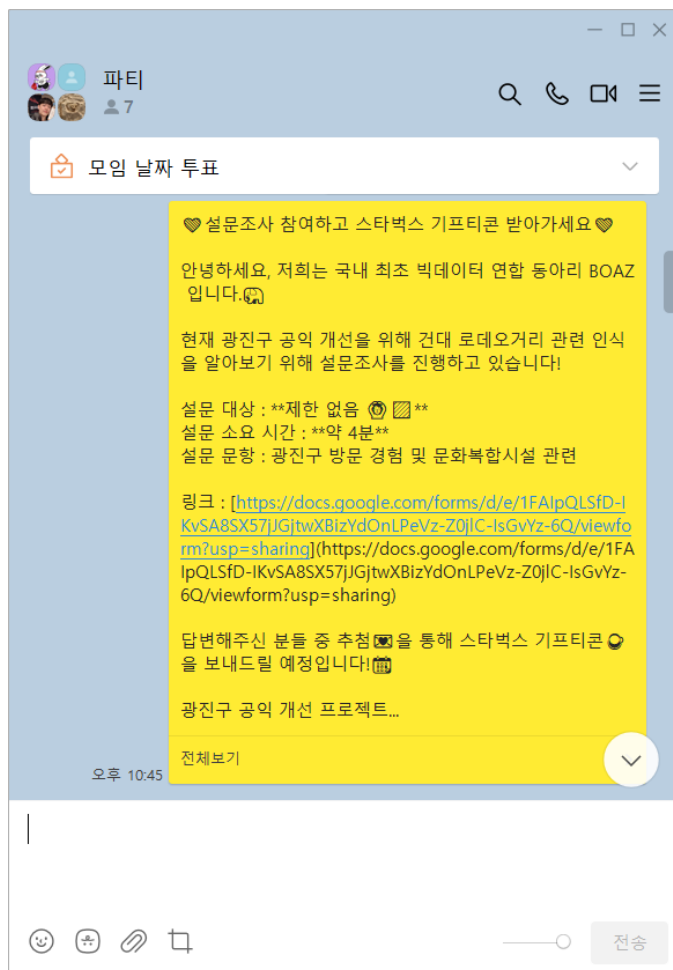 파티
7
모임 날짜 투표
설문조사 참여하고 스타벅스 기프티콘 받아가세요
안녕하세요, 저희는 국내 최초 빅데이터 연합 동아리 BOAZ
입니다.
현재 광진구 공익 개선을 위해 건대 로데오거리 관련 인식
을 알아보기 위해 설문조사를 진행하고 있습니다!
설문 대상 : **제한 없음 **
설문 소요 시간 : **약 4분**
설문 문항 : 광진구 방문 경험 및 문화복합시설 관련
링크 : [https://docs.google.com/forms/d/e/1FAIpQLSfD-I
KvSA8SX57jJGjtwXBizYdOnLPeVz-Z0jlC-IsGvYz-6Q/viewfo
rm?usp=sharing](https://docs.google.com/forms/d/e/1FA
IpQLSfD-IKvSA8SX57jJGjtwXBizYdOnLPeVz-Z0jlC-IsGvYz-
6Q/viewform?usp=sharing)
답변해주신 분들 중 추첨을 통해 스타벅스 기프티콘
을 보내드릴 예정입니다!
광진구 공익 개선 프로젝트...
전체보기
오후 10:45
전송